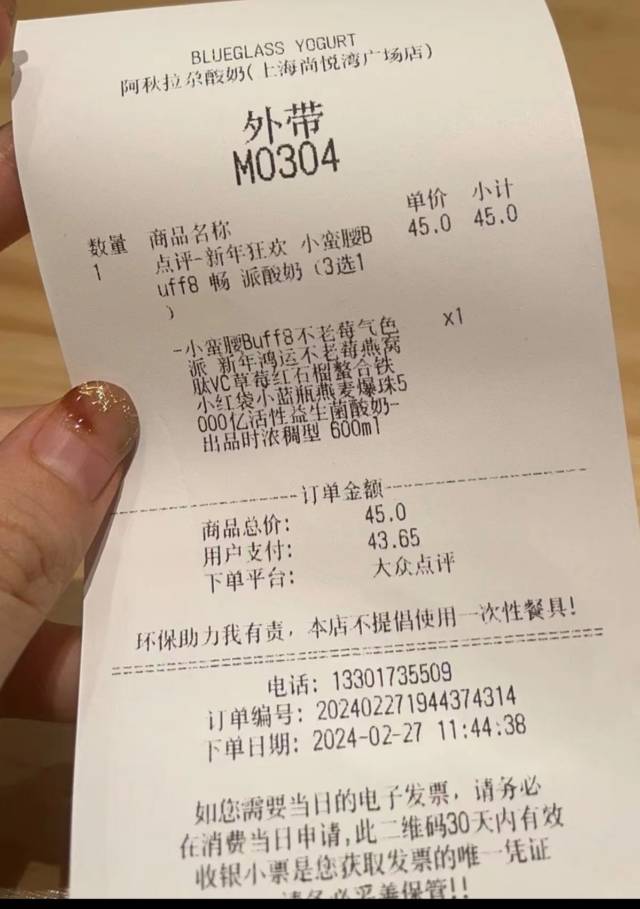 BLUEGLASS YOGURT
阿秋拉尕酸奶(上海尚悦湾广场店)
外带
M0304
数量 商品名称 单价 小计
1 点评-新年狂欢 小蛮腰B 45.0 45.0
uff8 畅 派酸奶（3选1
）
-小蛮腰Buff8不老莓气色 x1
派 新年鸿运不老莓燕窝
肽VC草莓红石榴螯合铁
小红袋小蓝瓶燕麦爆珠5
000亿活性益生菌酸奶-
出品时浓稠型 600ml
订单金额
商品总价: 45.0
用户支付: 43.65
下单平台: 大众点评
环保助力我有责，本店不提倡使用一次性餐具!
电话: 13301735509
订单编号: 202402271944374314
下单日期: 2024-02-27 11:44:38
如您需要当日的电子发票，请务必
在消费当日申请,此二维码30天内有效
收银小票是您获取发票的唯一凭证
请务必妥善保管!!